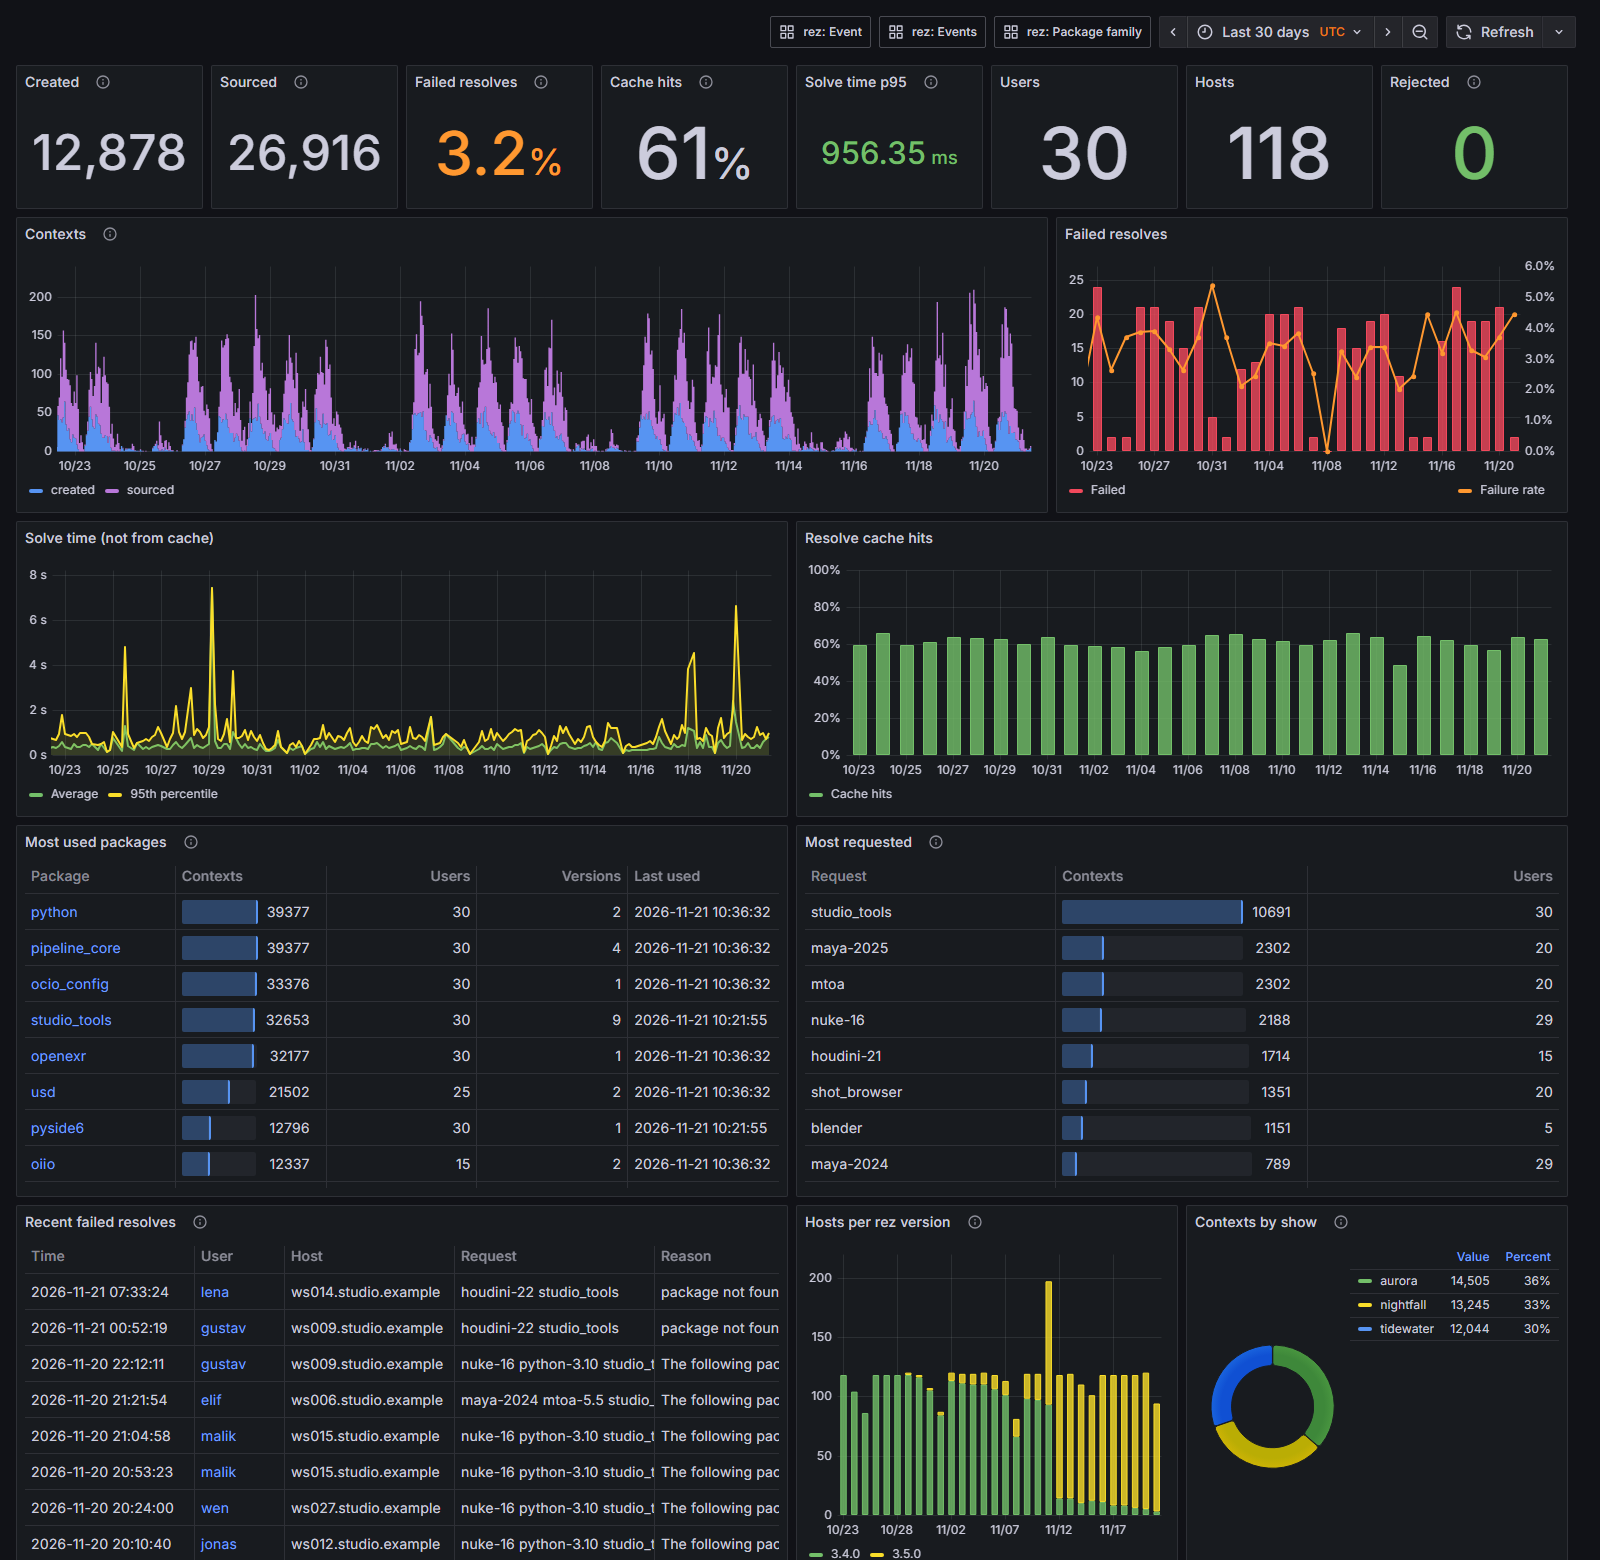 rez: Event rez: Events rez: Package family Last 30 days UTC Refresh
Created Sourced Failed resolves Cache hits Solve time p95 Users Hosts Rejected
12,878 26,916 3.2% 61% 956.35 ms 30 118 0
Contexts
200
150
100
50
0
10/23 10/25 10/27 10/29 10/31 11/02 11/04 11/06 11/08 11/10 11/12 11/14 11/16 11/18 11/20
created sourced
Failed resolves
25
20
15
10
5
0
6.0%
5.0%
4.0%
3.0%
2.0%
1.0%
0.0%
10/23 10/27 10/31 11/04 11/08 11/12 11/16 11/20
Failed Failure rate
Solve time (not from cache)
8 s
6 s
4 s
2 s
0 s
10/23 10/25 10/27 10/29 10/31 11/02 11/04 11/06 11/08 11/10 11/12 11/14 11/16 11/18 11/20
Average 95th percentile
Resolve cache hits
100%
80%
60%
40%
20%
0%
10/23 10/25 10/27 10/29 10/31 11/02 11/04 11/06 11/08 11/10 11/12 11/14 11/16 11/18 11/20
Cache hits
Most used packages
Package Contexts Users Versions Last used
python 39377 30 2 2026-11-21 10:36:32
pipeline_core 39377 30 4 2026-11-21 10:36:32
ocio_config 33376 30 1 2026-11-21 10:36:32
studio_tools 32653 30 9 2026-11-21 10:21:55
openexr 32177 30 1 2026-11-21 10:36:32
usd 21502 25 2 2026-11-21 10:36:32
pyside6 12796 30 1 2026-11-21 10:21:55
oiio 12337 15 2 2026-11-21 10:36:32
Most requested
Request Contexts Users
studio_tools 10691 30
maya-2025 2302 20
mtoa 2302 20
nuke-16 2188 29
houdini-21 1714 15
shot_browser 1351 20
blender 1151 5
maya-2024 789 29
Recent failed resolves
Time User Host Request Reason
2026-11-21 07:33:24 lena ws014.studio.example houdini-22 studio_tools package not foun
2026-11-21 00:52:19 gustav ws009.studio.example houdini-22 studio_tools package not foun
2026-11-20 22:12:11 gustav ws009.studio.example nuke-16 python-3.10 studio_t The following pac
2026-11-20 21:21:54 elif ws006.studio.example maya-2024 mtoa-5.5 studio_ The following pac
2026-11-20 21:04:58 malik ws015.studio.example nuke-16 python-3.10 studio_t The following pac
2026-11-20 20:53:23 malik ws015.studio.example nuke-16 python-3.10 studio_t The following pac
2026-11-20 20:24:00 wen ws027.studio.example nuke-16 python-3.10 studio_t The following pac
2026-11-20 20:10:40 jonas ws012.studio.example nuke-16 python-3.10 studio_t The following pac
Hosts per rez version
200
150
100
50
0
10/23 10/28 11/02 11/07 11/12 11/17
3.4.0 3.5.0
Contexts by show
Value Percent
aurora 14,505 36%
nightfall 13,245 33%
tidewater 12,044 30%